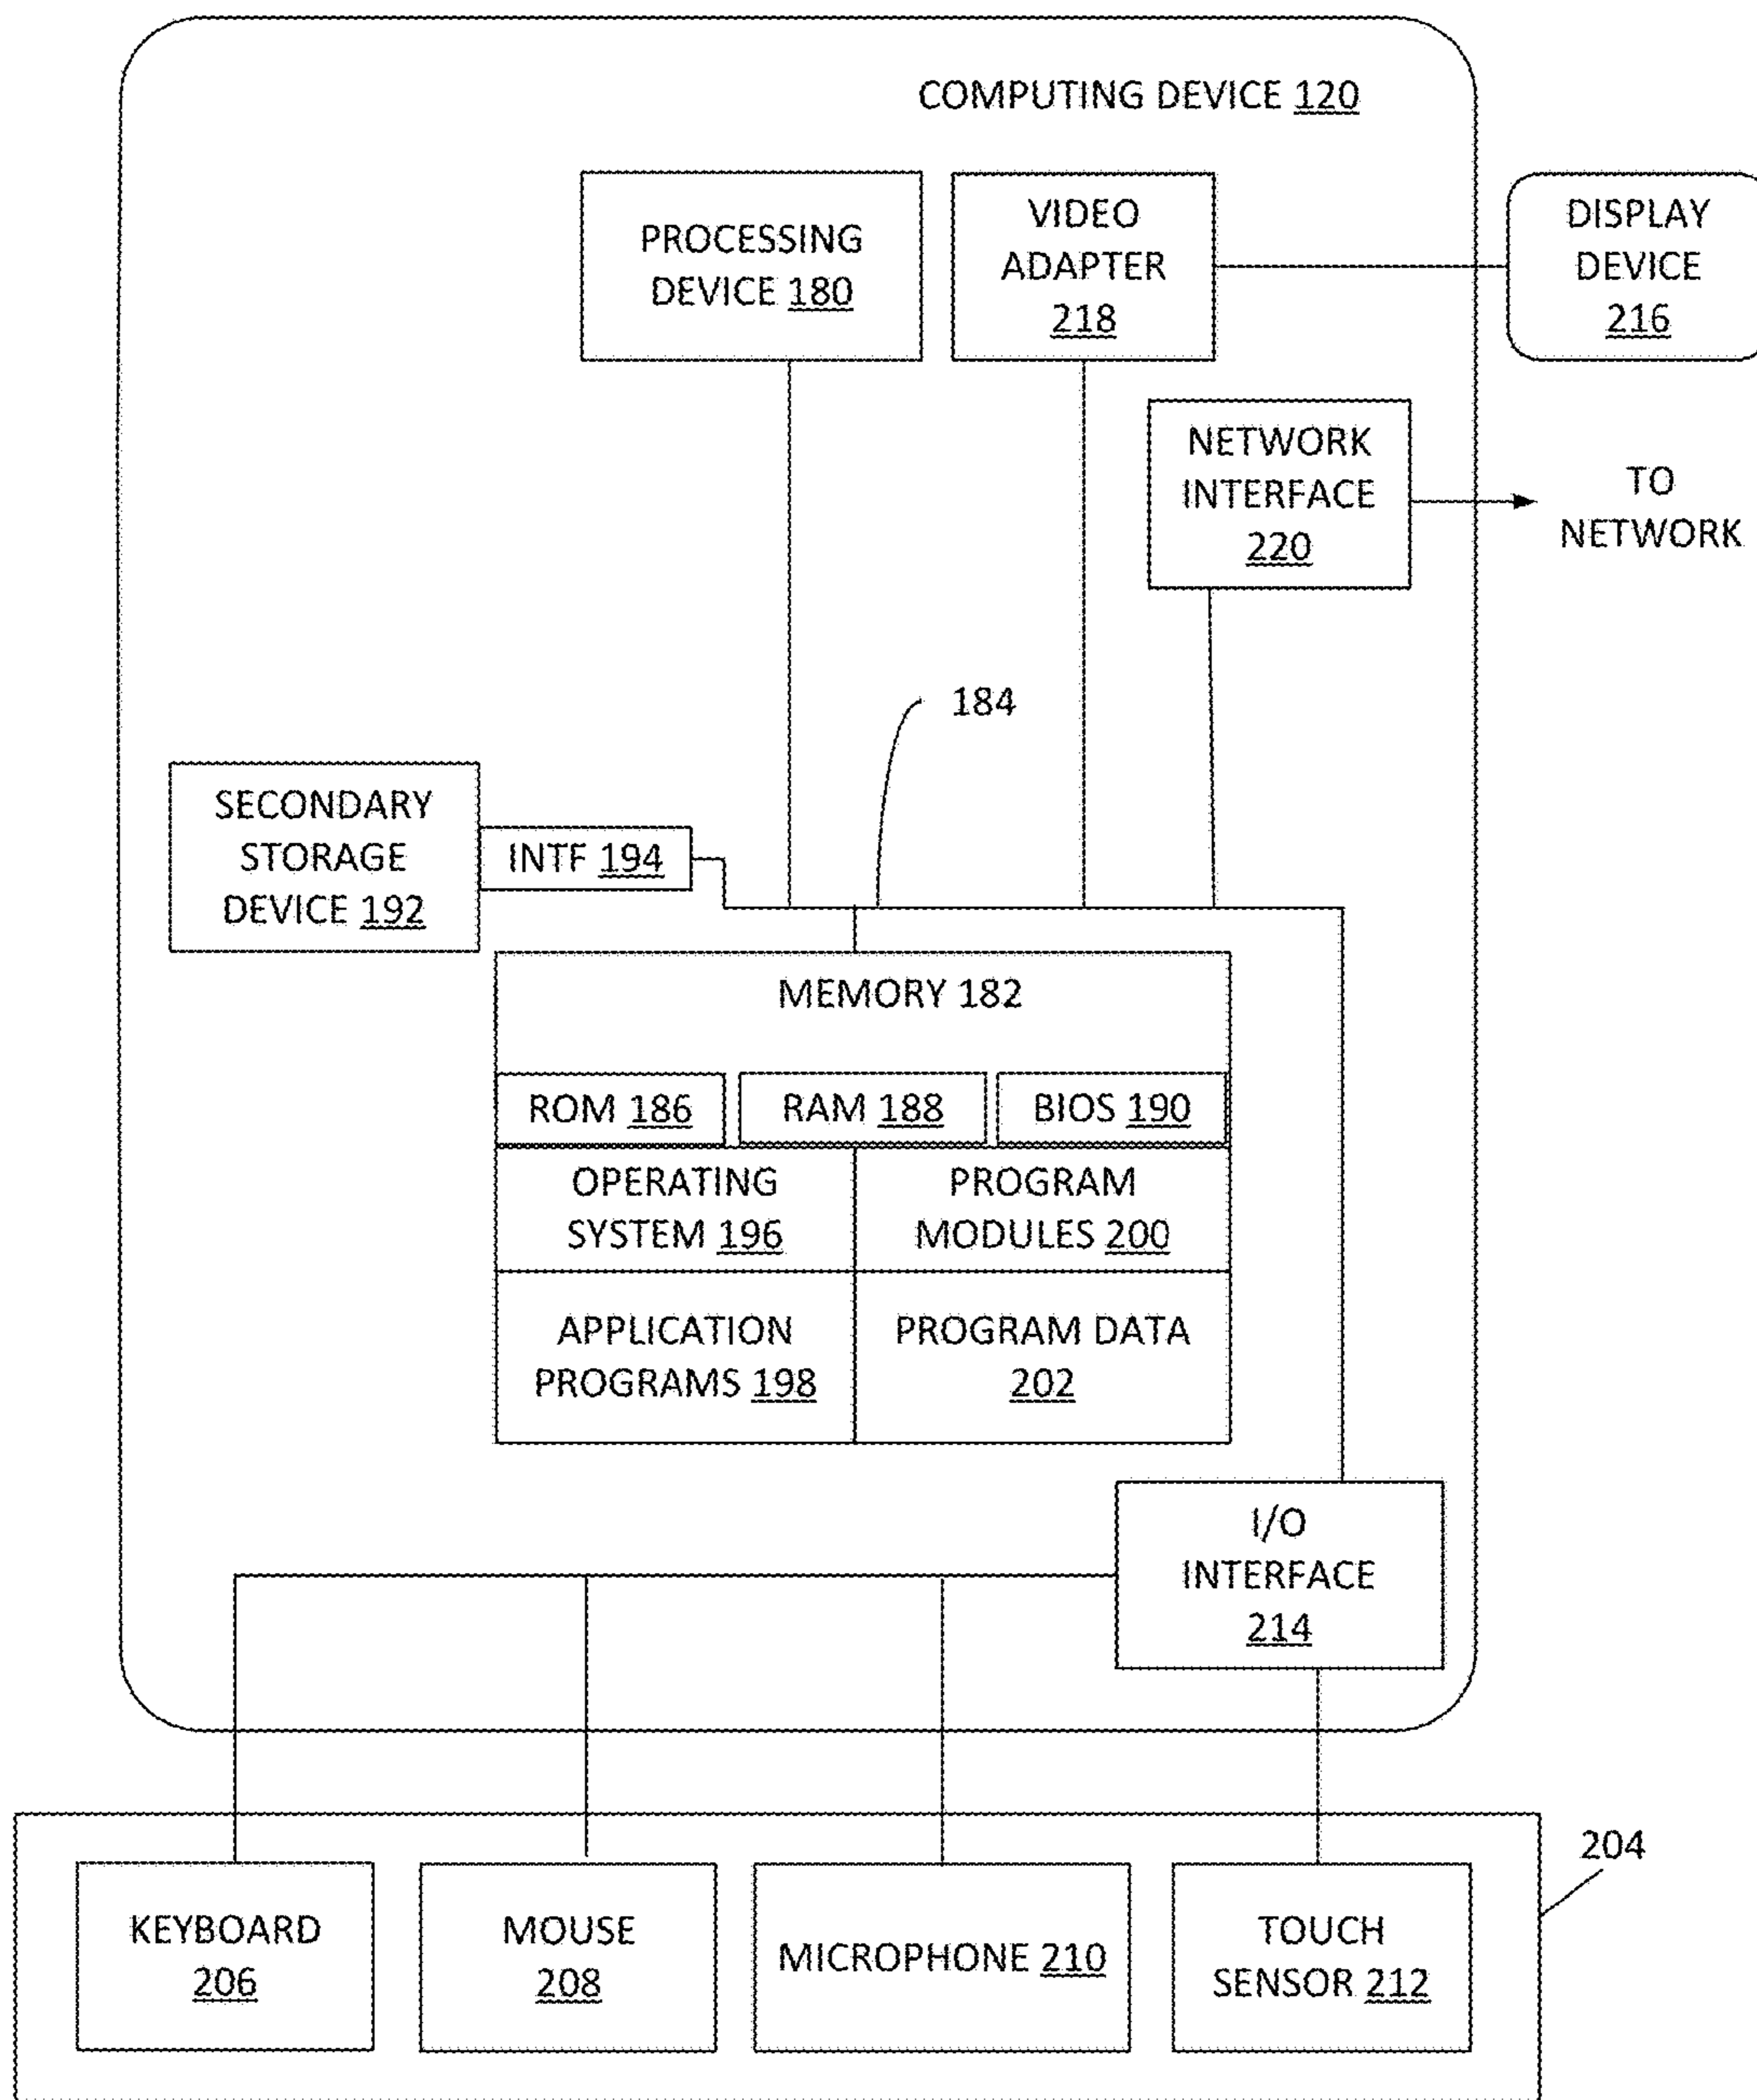 COMPUTING DEVICE 120
PROCESSING
DEVICE 180
VIDEO
ADAPTER
218
DISPLAY
DEVICE
216
NETWORK
INTERFACE
220
TO
NETWORK
184
SECONDARY
STORAGE
DEVICE 192
INTF 194
MEMORY 182
ROM 186
RAM 188
BIOS 190
OPERATING
SYSTEM 196
PROGRAM
MODULES 200
APPLICATION
PROGRAMS 198
PROGRAM DATA
202
I/O
INTERFACE
214
204
KEYBOARD
206
MOUSE
208
MICROPHONE 210
TOUCH
SENSOR 212